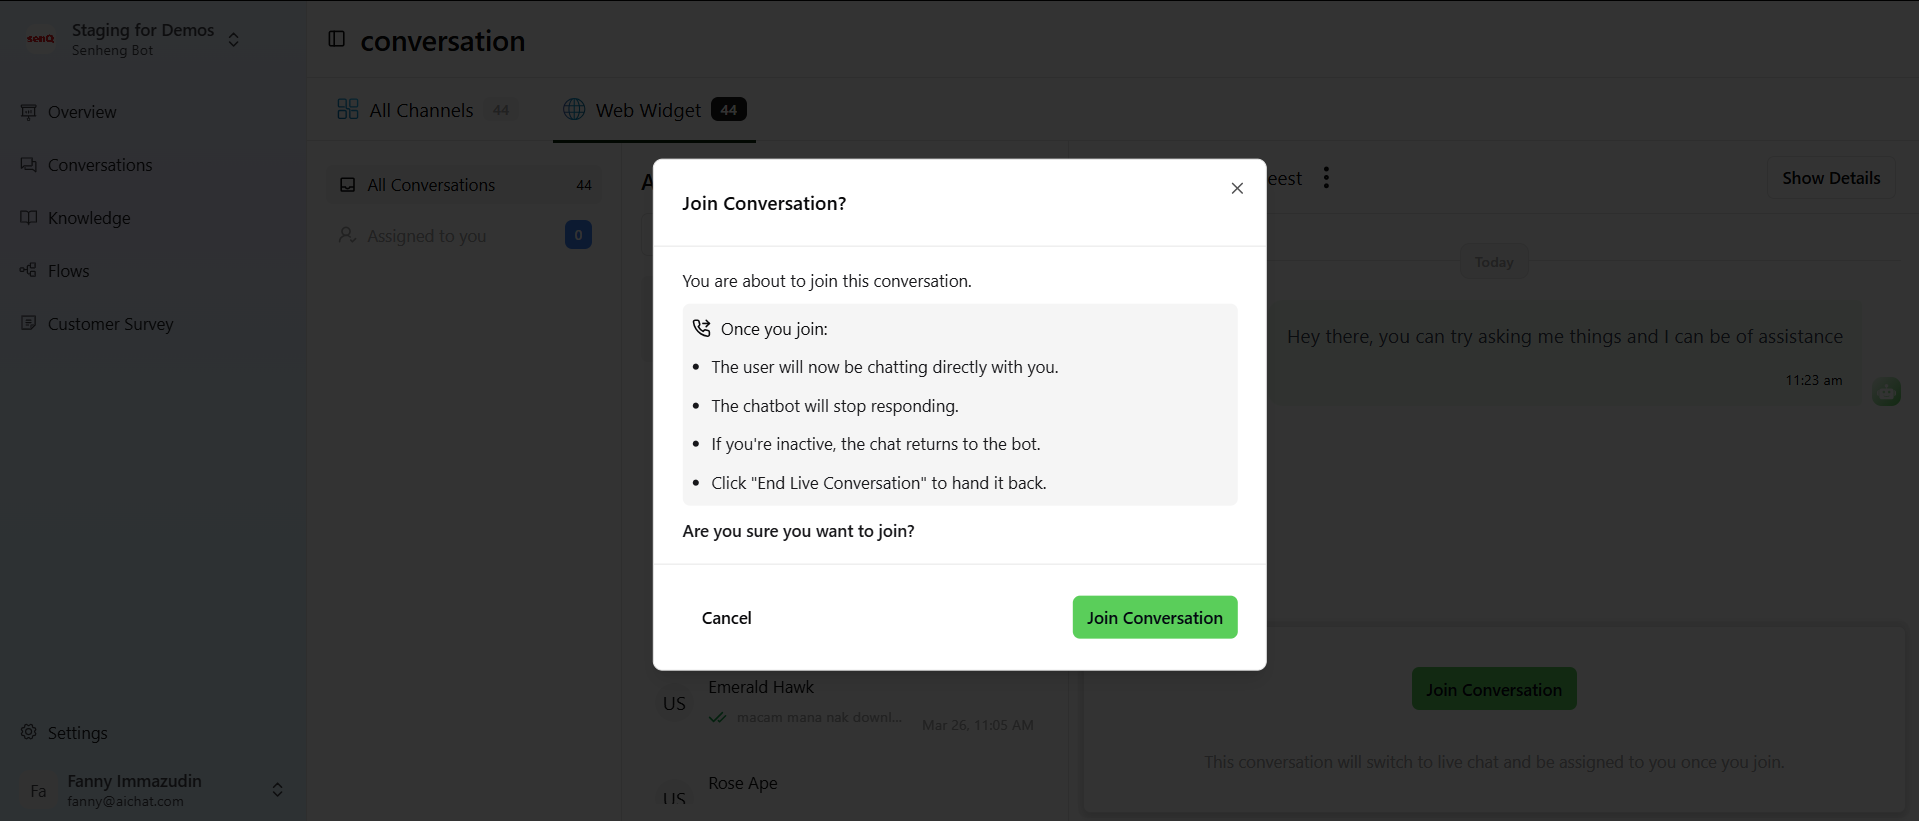 senQ
Staging for Demos
Senheng Bot
Overview
Conversations
Knowledge
Flows
Customer Survey
Settings
Fa
Fanny Immazudin
fanny@aichat.com
conversation
All Channels 44
Web Widget 44
All Conversations 44
Assigned to you 0
A
eest
Show Details
Today
Hey there, you can try asking me things and I can be of assistance
11:23 am
Join Conversation?
You are about to join this conversation.
Once you join:
• The user will now be chatting directly with you.
• The chatbot will stop responding.
• If you're inactive, the chat returns to the bot.
• Click "End Live Conversation" to hand it back.
Are you sure you want to join?
Cancel
Join Conversation
US
Emerald Hawk
macam mana nak downl...
Mar 26, 11:05 AM
US
Rose Ape
Join Conversation
This conversation will switch to live chat and be assigned to you once you join.